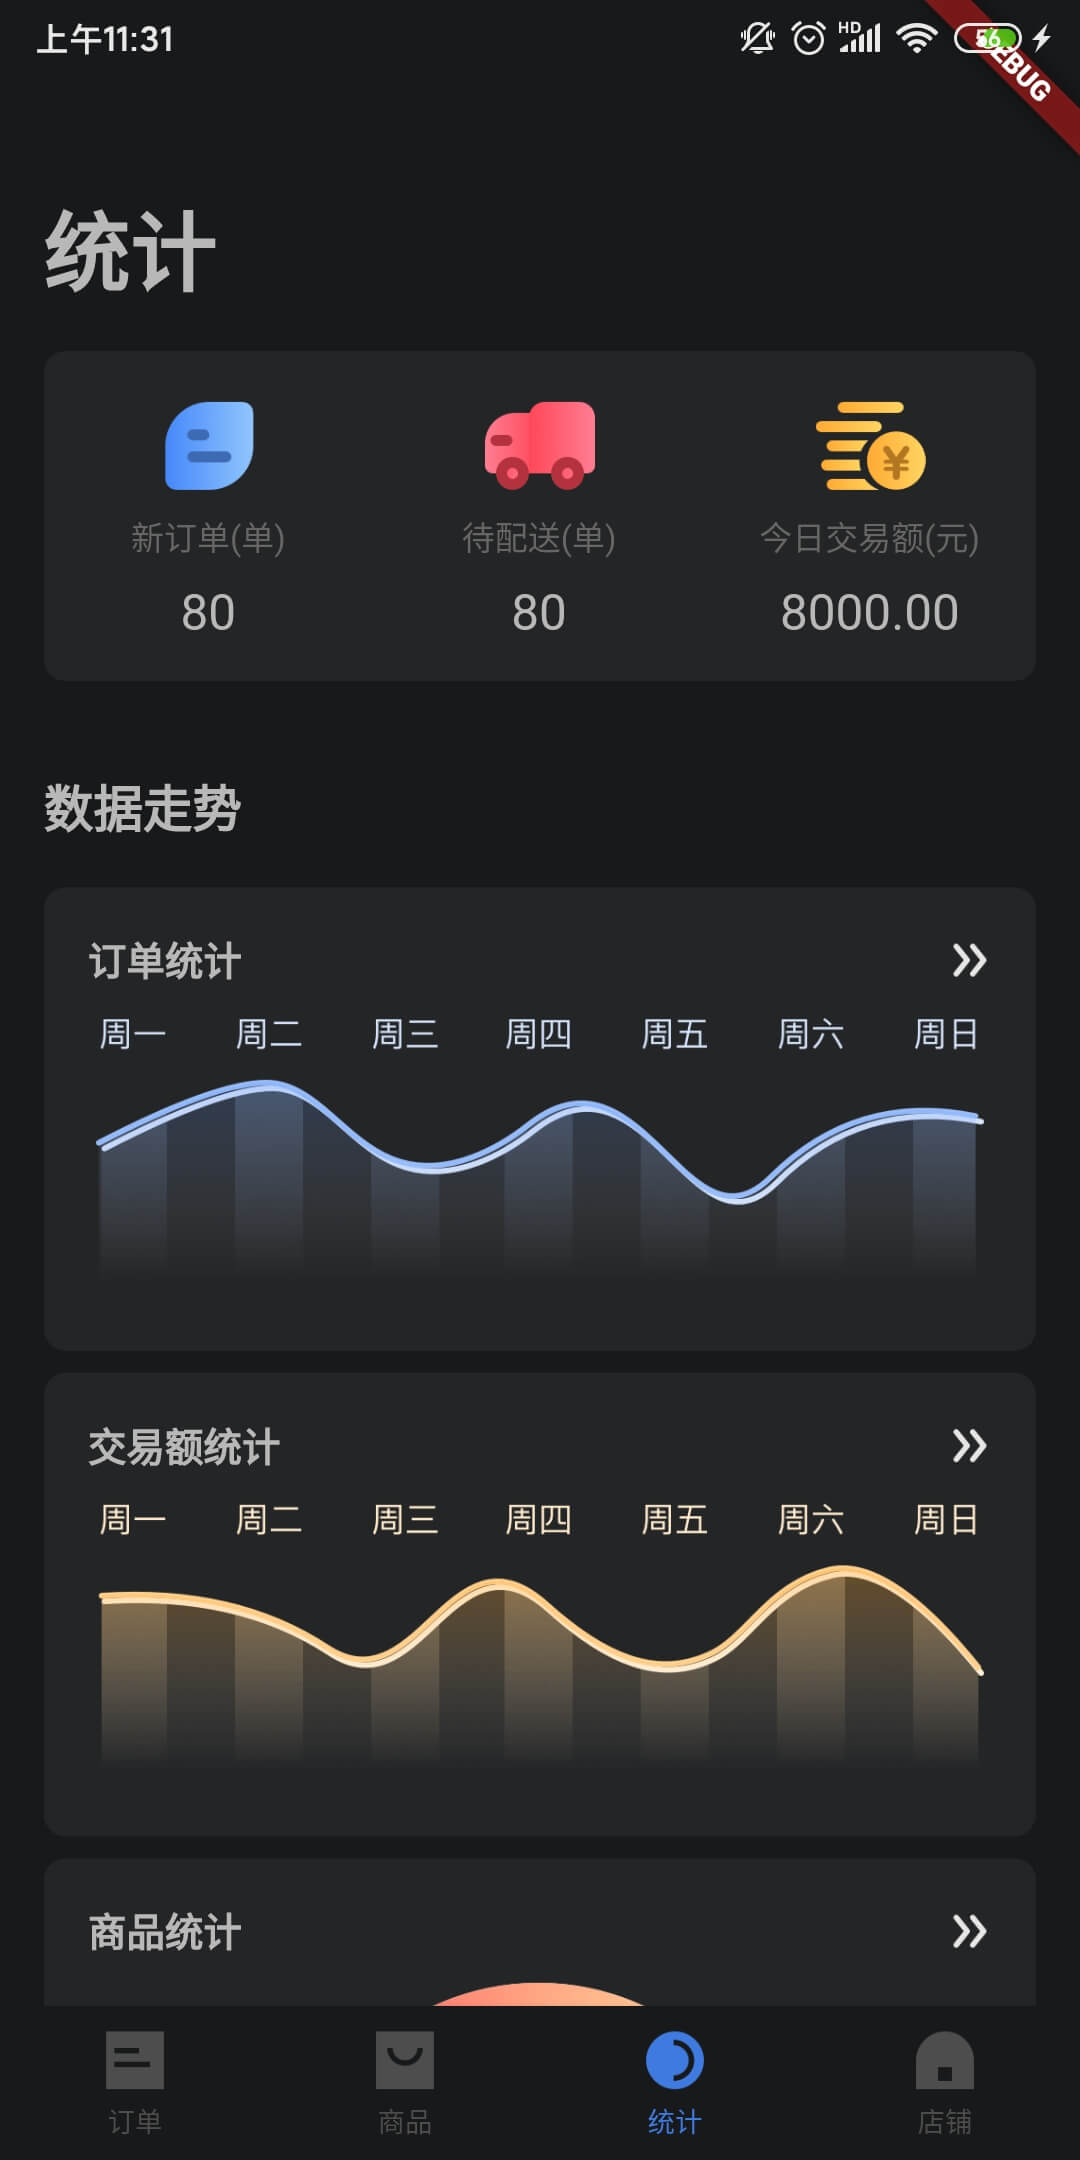 上午11:31
HD
56
DEBUG
统计
新订单(单) 待配送(单) 今日交易额(元)
80 80 8000.00
数据走势
订单统计
周一 周二 周三 周四 周五 周六 周日
交易额统计
周一 周二 周三 周四 周五 周六 周日
商品统计
订单 商品 统计 店铺